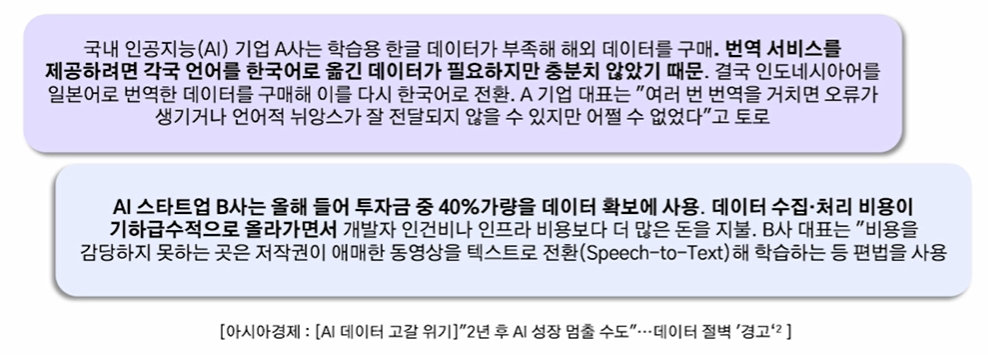 국내 인공지능(AI) 기업 A사는 학습용 한글 데이터가 부족해 해외 데이터를 구매. 번역 서비스를
제공하려면 각국 언어를 한국어로 옮긴 데이터가 필요하지만 충분치 않았기 때문. 결국 인도네시아어를
일본어로 번역한 데이터를 구매해 이를 다시 한국어로 전환. A 기업 대표는 "여러 번 번역을 거치면 오류가
생기거나 언어적 뉘앙스가 잘 전달되지 않을 수 있지만 어쩔 수 없었다"고 토로
AI 스타트업 B사는 올해 들어 투자금 중 40%가량을 데이터 확보에 사용. 데이터 수집·처리 비용이
기하급수적으로 올라가면서 개발자 인건비나 인프라 비용보다 더 많은 돈을 지불. B사 대표는 "비용을
감당하지 못하는 곳은 저작권이 애매한 동영상을 텍스트로 전환(Speech-to-Text)해 학습하는 등 편법을 사용
[아시아경제 : [AI 데이터 고갈 위기]"2년 후 AI 성장 멈출 수도"…데이터 절벽 '경고'² ]